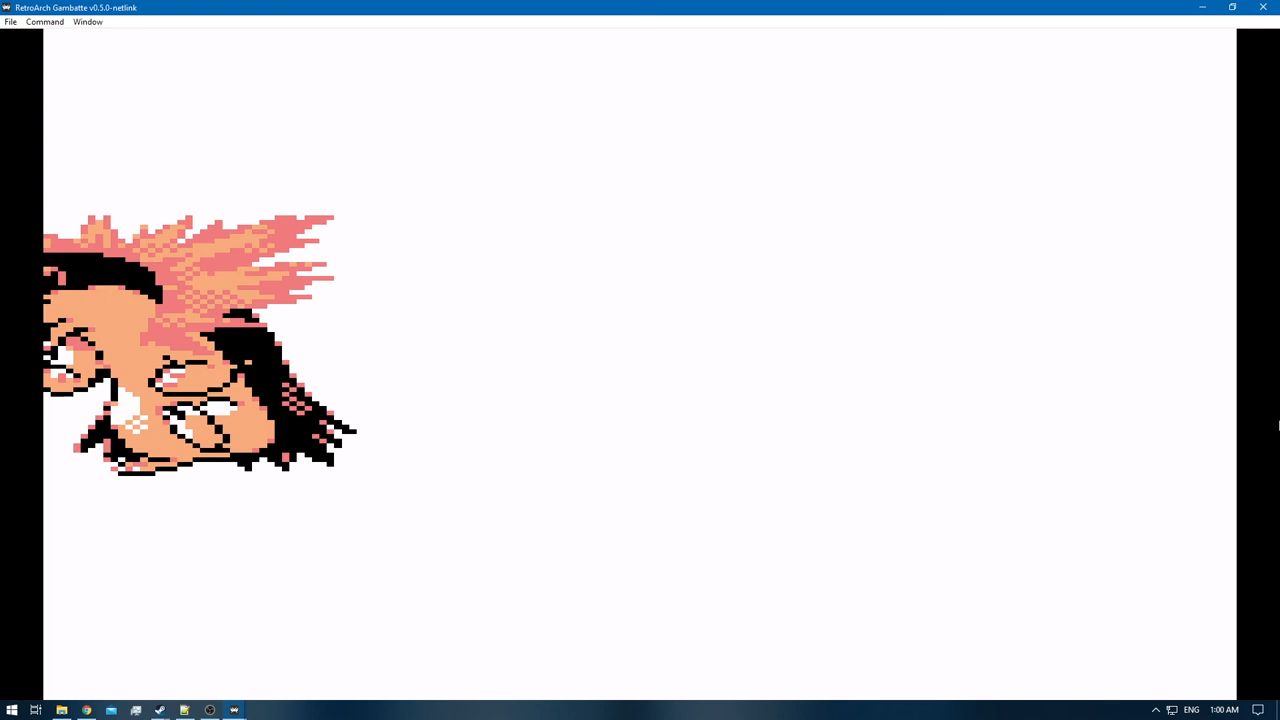 RetroArch Gambatte v0.5.0-netlink
File Command Window
ENG 1:00 AM